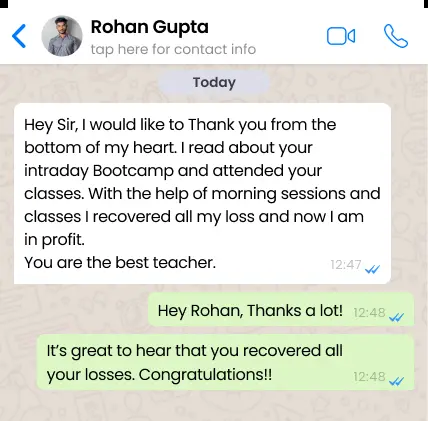 Rohan Gupta
tap here for contact info
Today
Hey Sir, I would like to Thank you from the
bottom of my heart. I read about your
intraday Bootcamp and attended your
classes. With the help of morning sessions and
classes I recovered all my loss and now I am
in profit.
You are the best teacher.
12:47
Hey Rohan, Thanks a lot!
12:48
It's great to hear that you recovered all
your losses. Congratulations!!
12:48